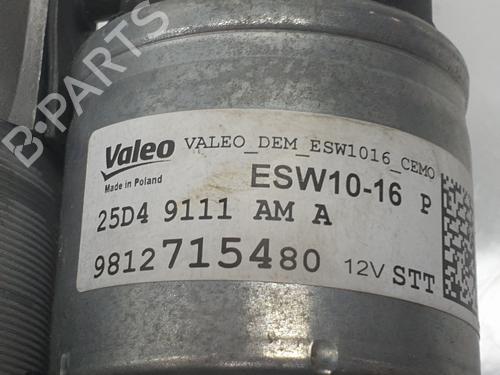 B-PARTS
Valeo VALEO_DEM_ESW1016_CEMO
Made in Poland
ESW10-16 P
25D4 9111 AM A
9812715480 12V STT